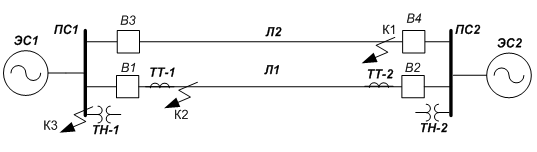 ПС1 В3 Л2 К1 В4 ПС2
ЭС1 ЭС2
В1 ТТ-1 Л1 ТТ-2 В2
К3 ТН-1 К2 ТН-2